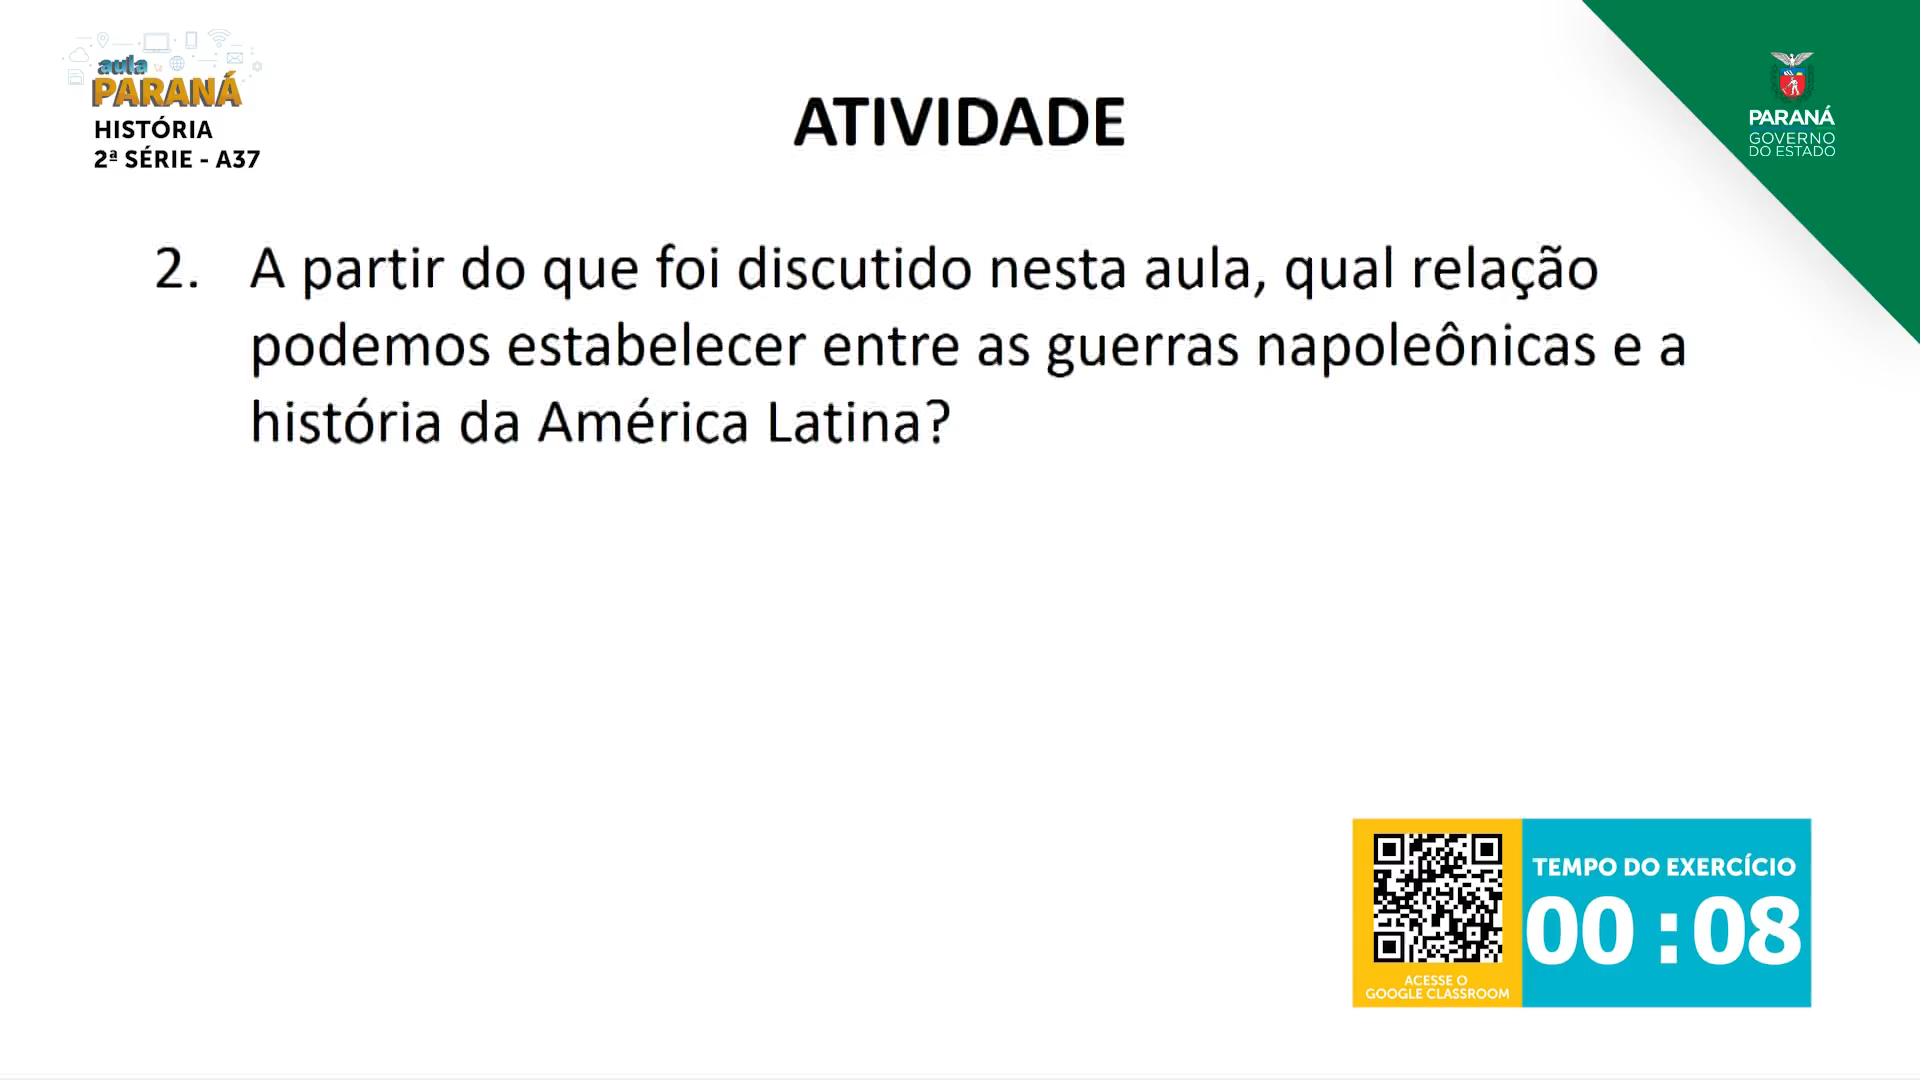 aula
PARANÁ
HISTÓRIA
2ª SÉRIE - A37
ATIVIDADE
PARANÁ
GOVERNO
DO ESTADO
2. A partir do que foi discutido nesta aula, qual relação
podemos estabelecer entre as guerras napoleônicas e a
história da América Latina?
TEMPO DO EXERCÍCIO
00 :08
ACESSE O
GOOGLE CLASSROOM